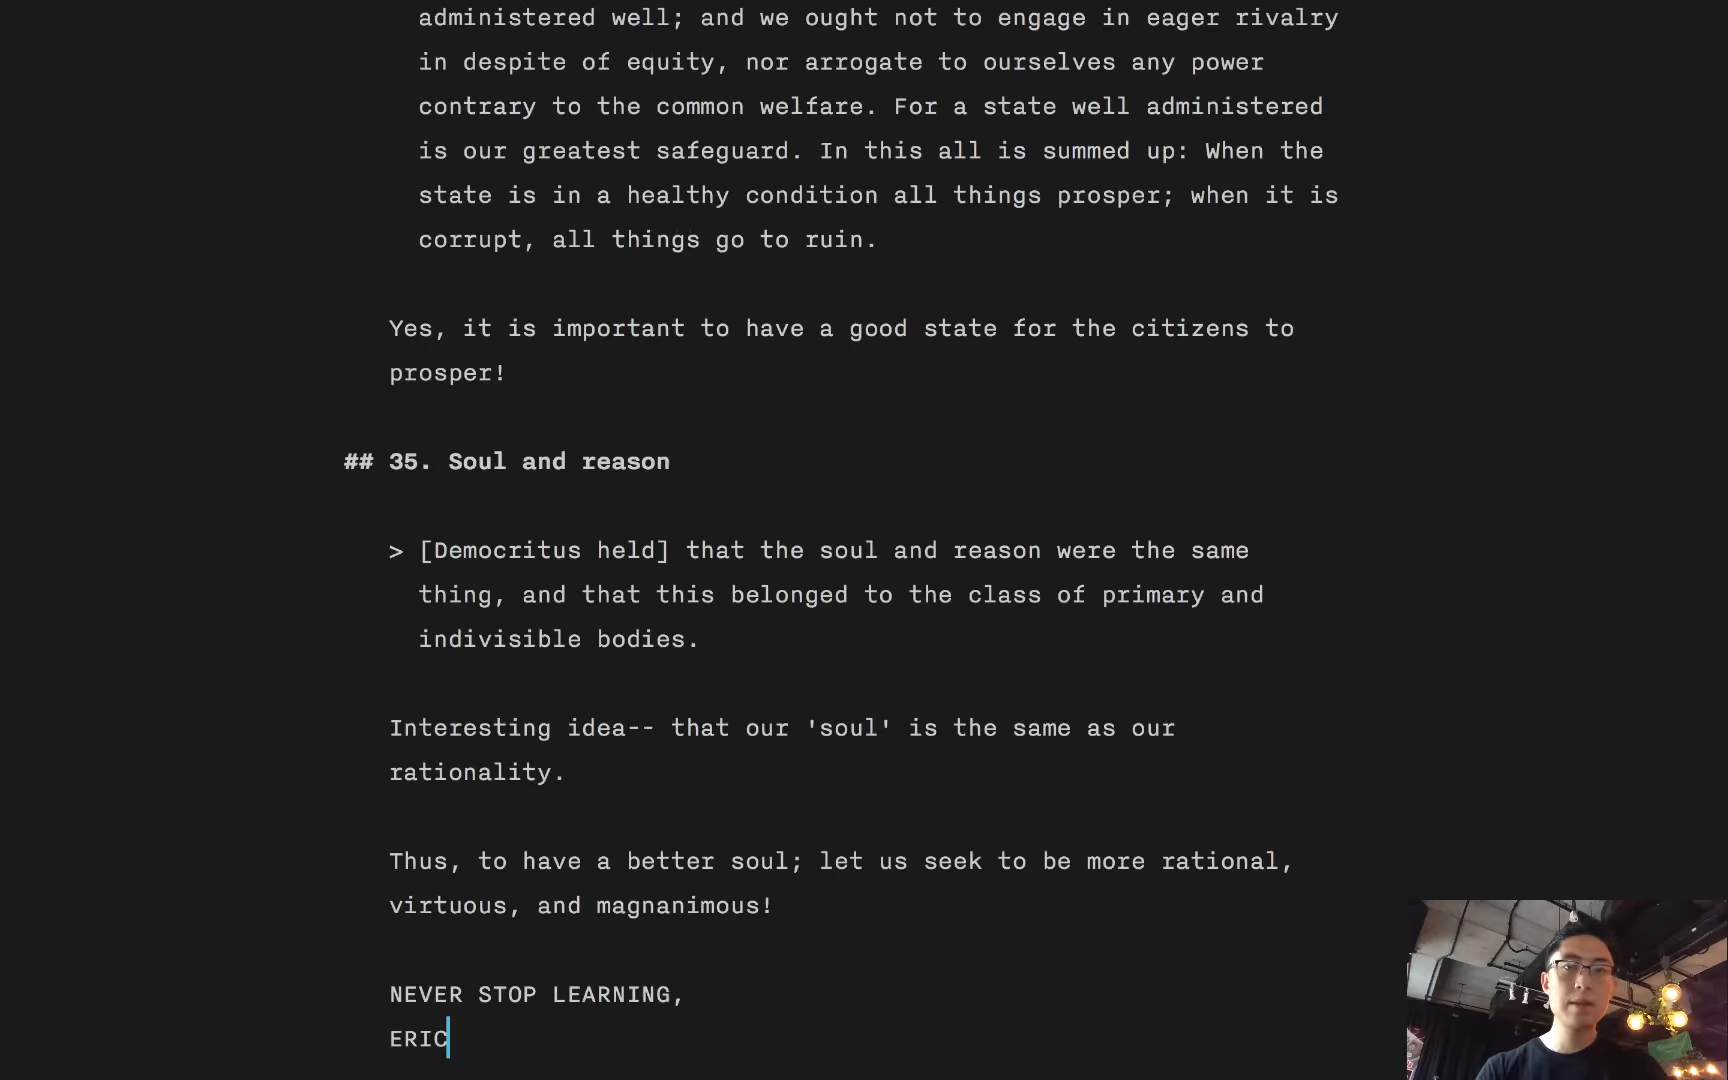 administered well; and we ought not to engage in eager rivalry
in despite of equity, nor arrogate to ourselves any power
contrary to the common welfare. For a state well administered
is our greatest safeguard. In this all is summed up: When the
state is in a healthy condition all things prosper; when it is
corrupt, all things go to ruin.
Yes, it is important to have a good state for the citizens to
prosper!
## 35. Soul and reason
> [Democritus held] that the soul and reason were the same
thing, and that this belonged to the class of primary and
indivisible bodies.
Interesting idea-- that our 'soul' is the same as our
rationality.
Thus, to have a better soul; let us seek to be more rational,
virtuous, and magnanimous!
NEVER STOP LEARNING,
ERIC